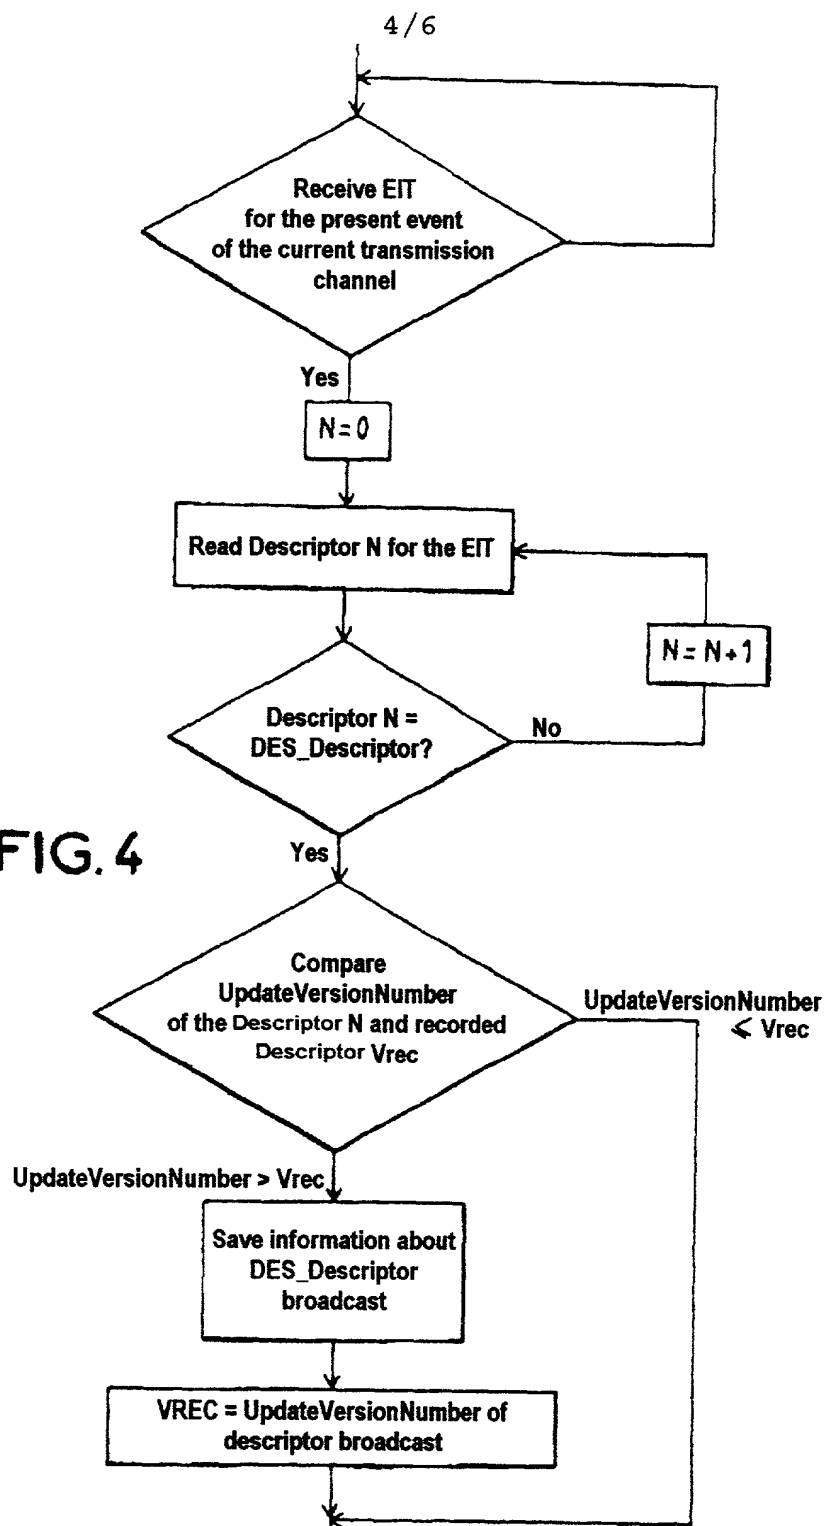 4/6
Receive EIT
for the present event
of the current transmission
channel
Yes
N=0
Read Descriptor N for the EIT
N=N+1
Descriptor N =
DES_Descriptor?
No
FIG. 4
Yes
Compare
UpdateVersionNumber
of the Descriptor N and recorded
Descriptor Vrec
UpdateVersionNumber
⩽ Vrec
UpdateVersionNumber > Vrec
Save information about
DES_Descriptor
broadcast
VREC = UpdateVersionNumber of
descriptor broadcast